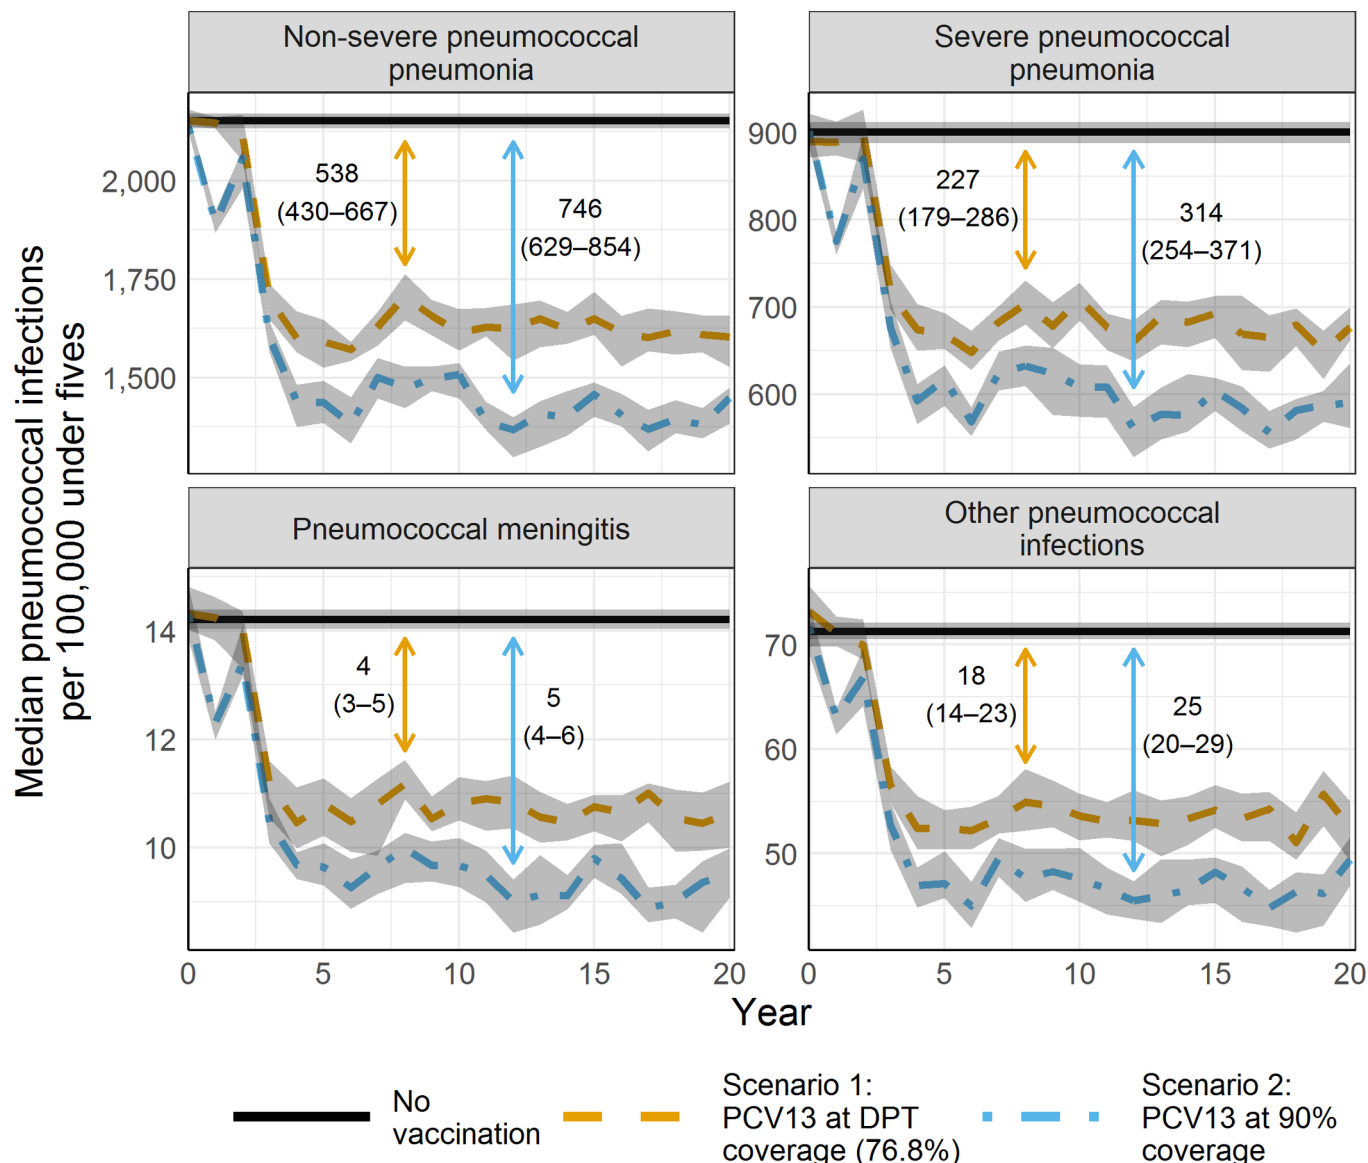 Non-severe pneumococcal
pneumonia
Severe pneumococcal
pneumonia
Median pneumococcal infections
per 100,000 under fives
2,000
1,750
1,500
538
(430–667)
746
(629–854)
900
800
700
600
227
(179–286)
314
(254–371)
Pneumococcal meningitis
Other pneumococcal
infections
14
12
10
4
(3–5)
5
(4–6)
70
60
50
18
(14–23)
25
(20–29)
0 5 10 15 20
0 5 10 15 20
Year
No
vaccination
Scenario 1:
PCV13 at DPT
coverage (76.8%)
Scenario 2:
PCV13 at 90%
coverage